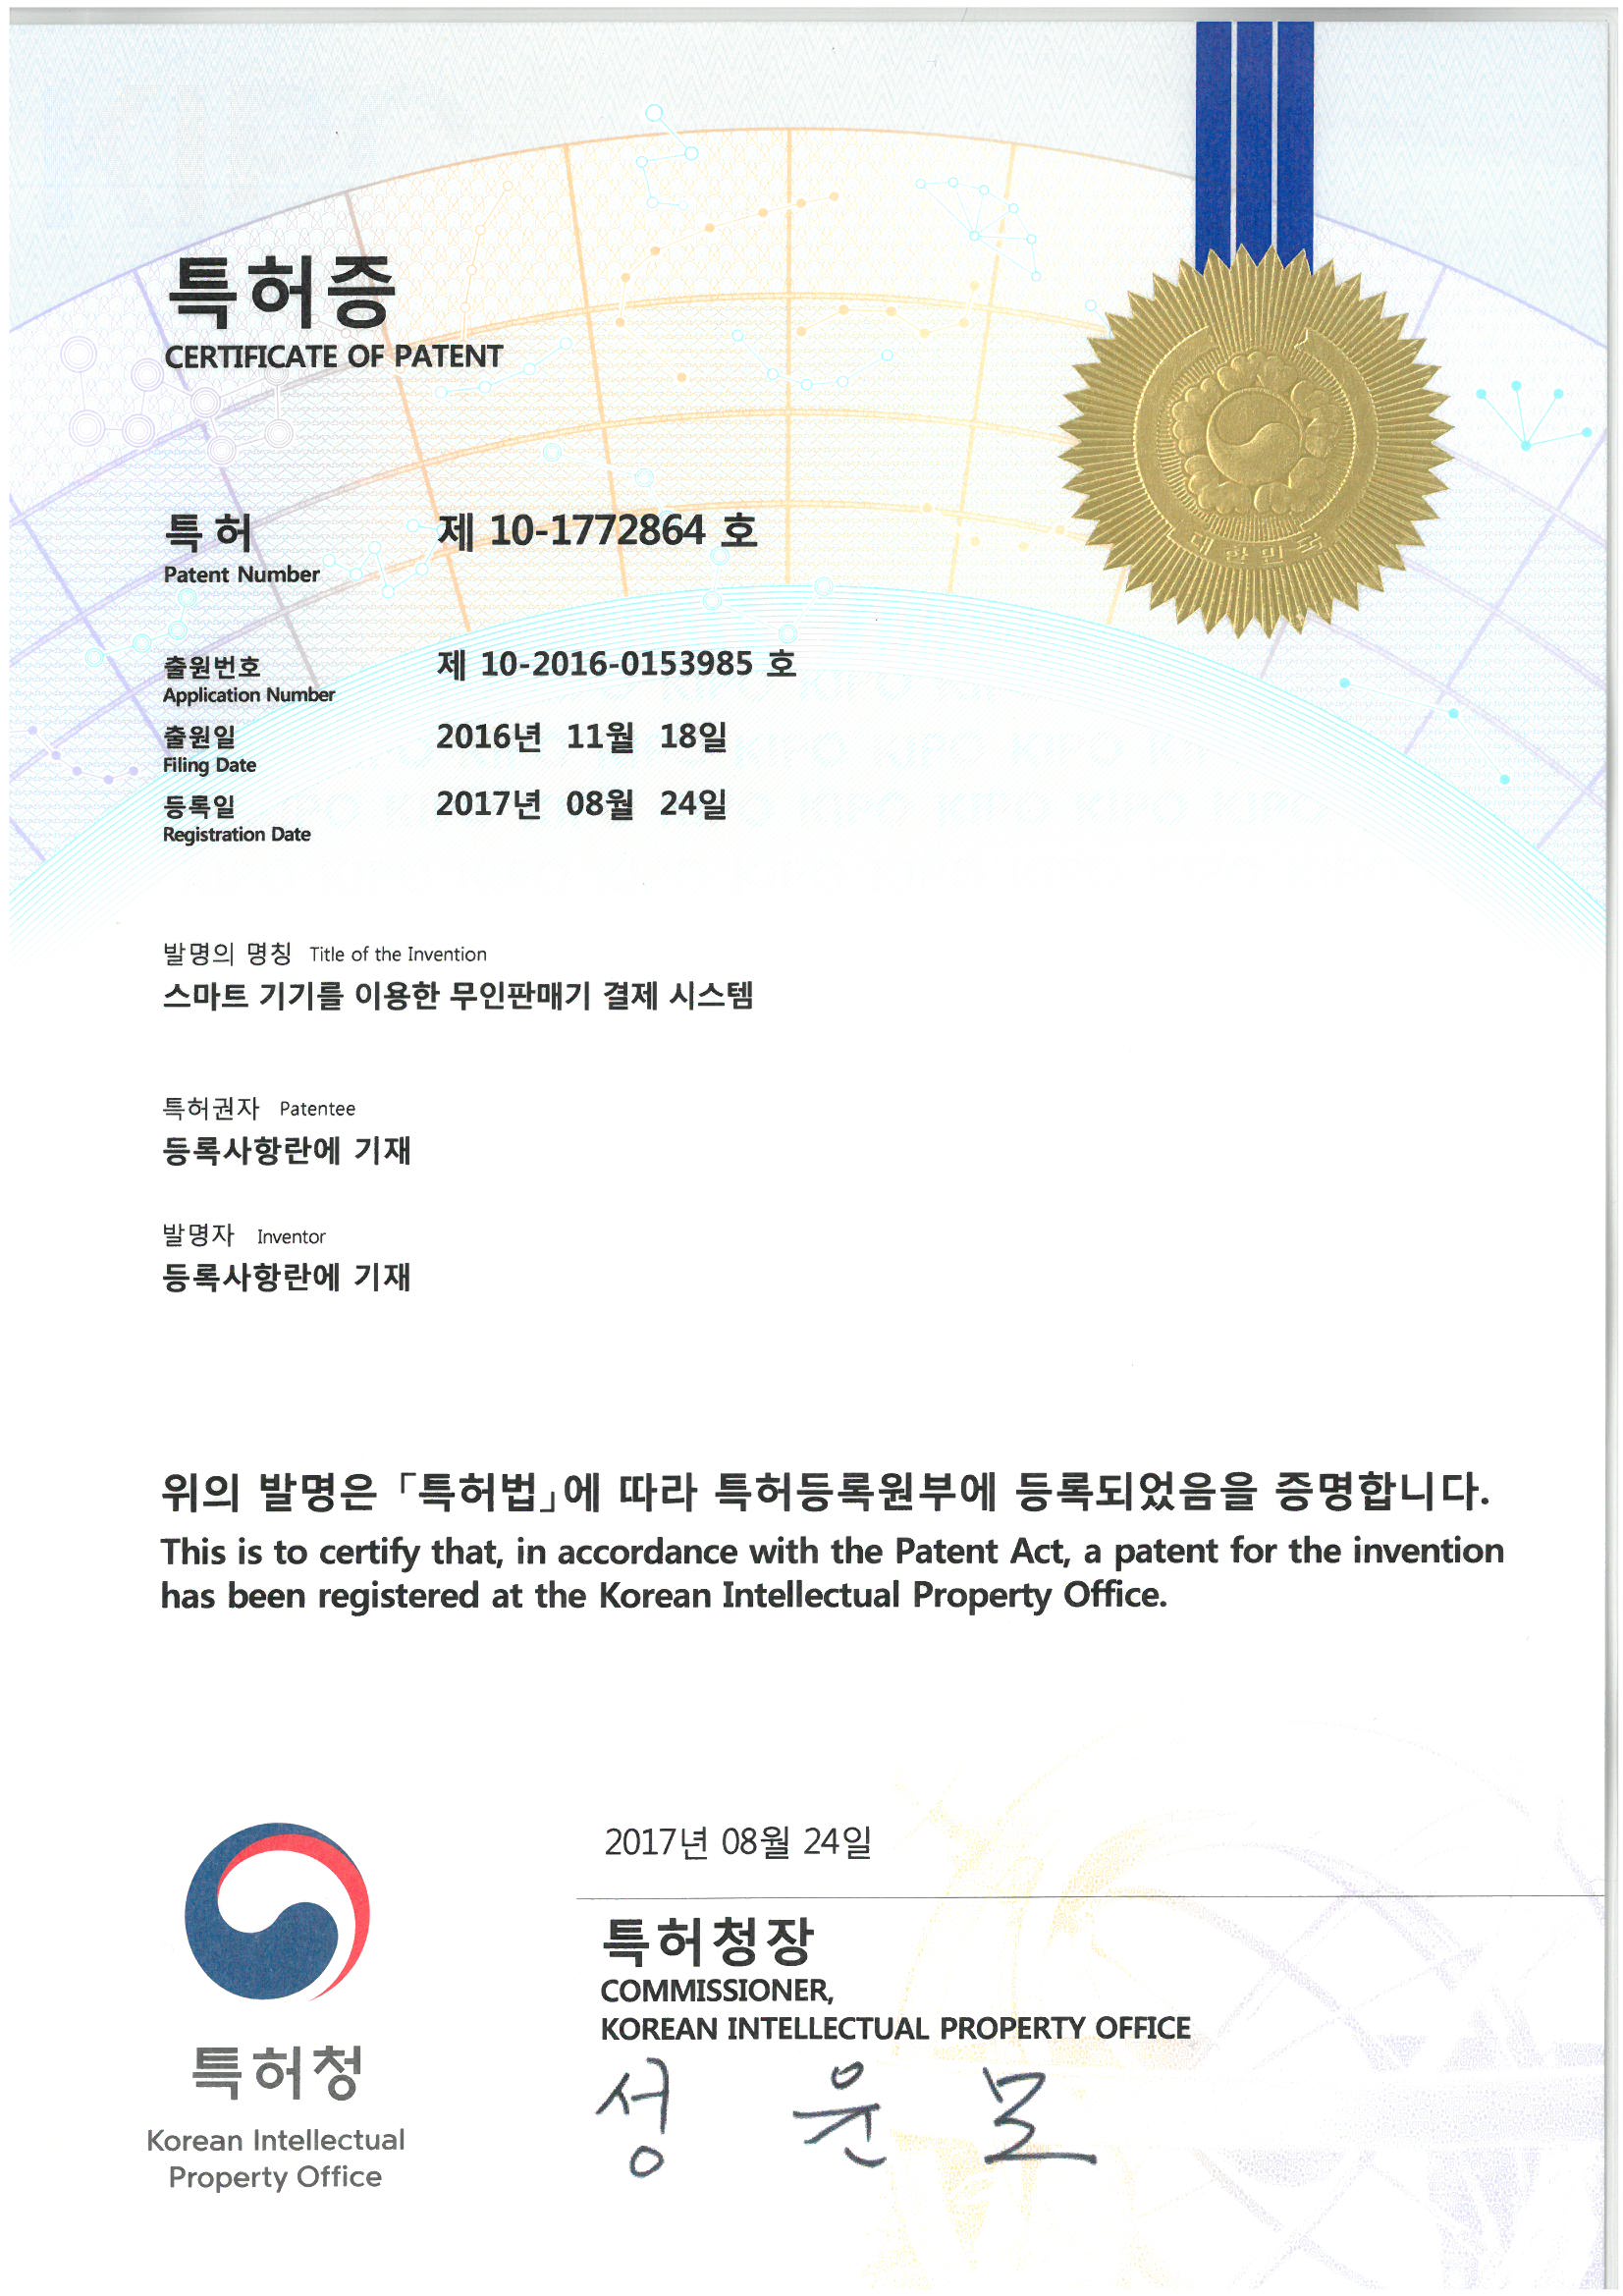 특허증
CERTIFICATE OF PATENT
대한민국
특허 제 10-1772864 호
Patent Number
출원번호 제 10-2016-0153985 호
Application Number
출원일 2016년 11월 18일
Filing Date
등록일 2017년 08월 24일
Registration Date
발명의 명칭 Title of the Invention
스마트 기기를 이용한 무인판매기 결제 시스템
특허권자 Patentee
등록사항란에 기재
발명자 Inventor
등록사항란에 기재
위의 발명은 「특허법」에 따라 특허등록원부에 등록되었음을 증명합니다.
This is to certify that, in accordance with the Patent Act, a patent for the invention
has been registered at the Korean Intellectual Property Office.
2017년 08월 24일
특허청장
COMMISSIONER,
KOREAN INTELLECTUAL PROPERTY OFFICE
성 윤 모
특허청
Korean Intellectual
Property Office